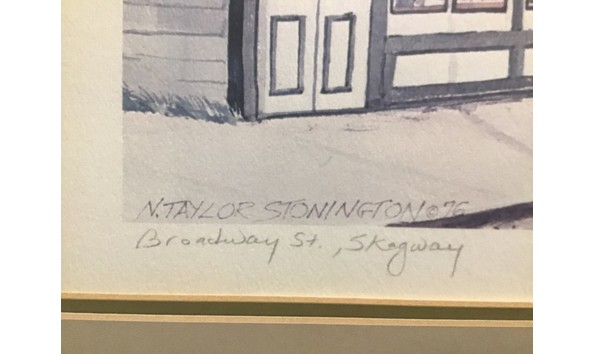 N. TAYLOR STONINGTON © 76
Broadway St., Skagway